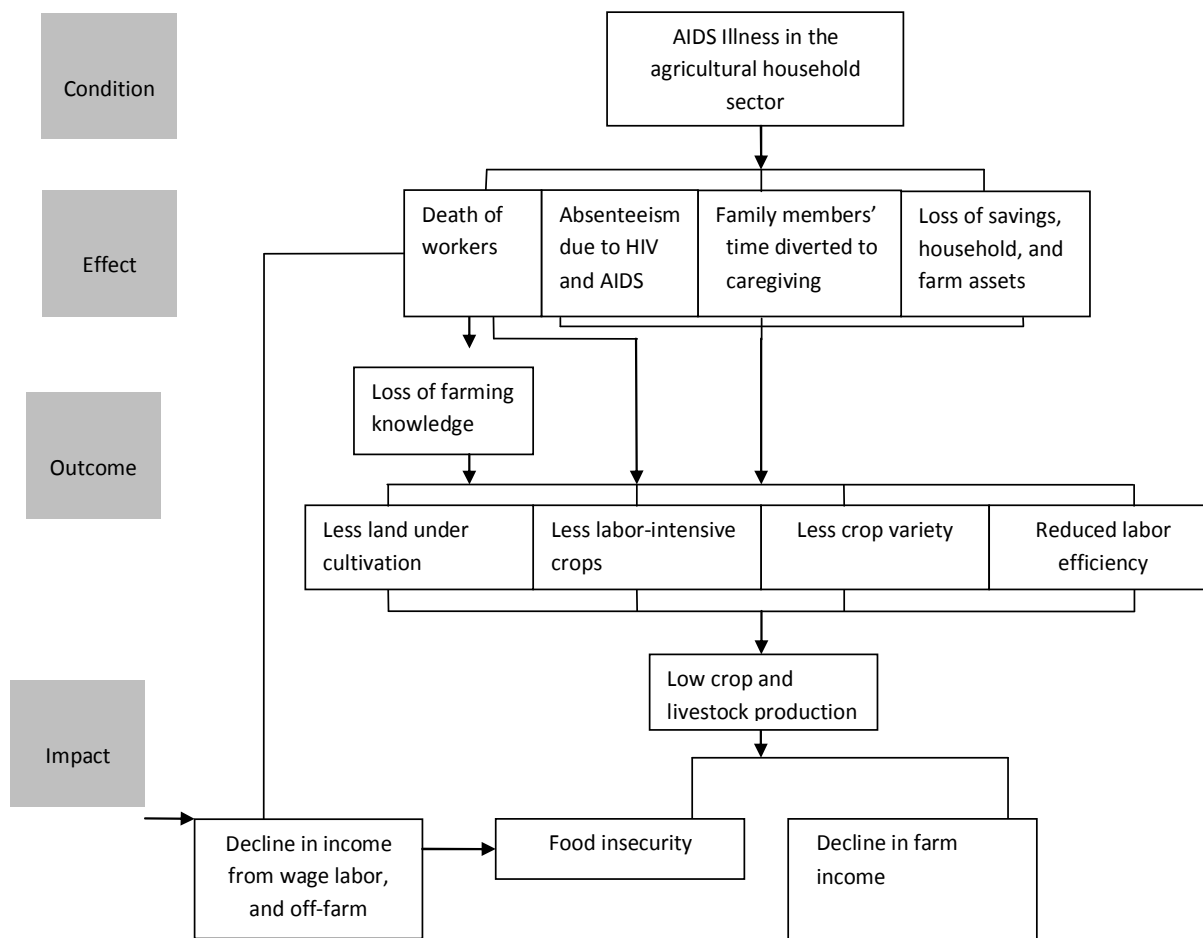 Condition
AIDS Illness in the
agricultural household
sector
Effect
Death of
workers
Absenteeism
due to HIV
and AIDS
Family members’
time diverted to
caregiving
Loss of savings,
household, and
farm assets
Outcome
Loss of farming
knowledge
Less land under
cultivation
Less labor-intensive
crops
Less crop variety
Reduced labor
efficiency
Impact
Low crop and
livestock production
Decline in income
from wage labor,
and off-farm
Food insecurity
Decline in farm
income